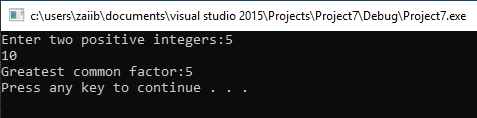 c:\users\zaiib\documents\visual studio 2015\Projects\Project7\Debug\Project7.exe
Enter two positive integers:5
10
Greatest common factor:5
Press any key to continue . . .